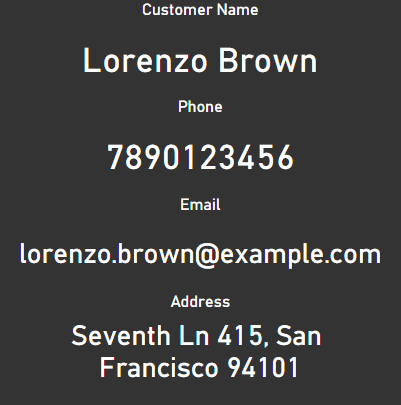 Customer Name
Lorenzo Brown
Phone
7890123456
Email
lorenzo.brown@example.com
Address
Seventh Ln 415, San
Francisco 94101